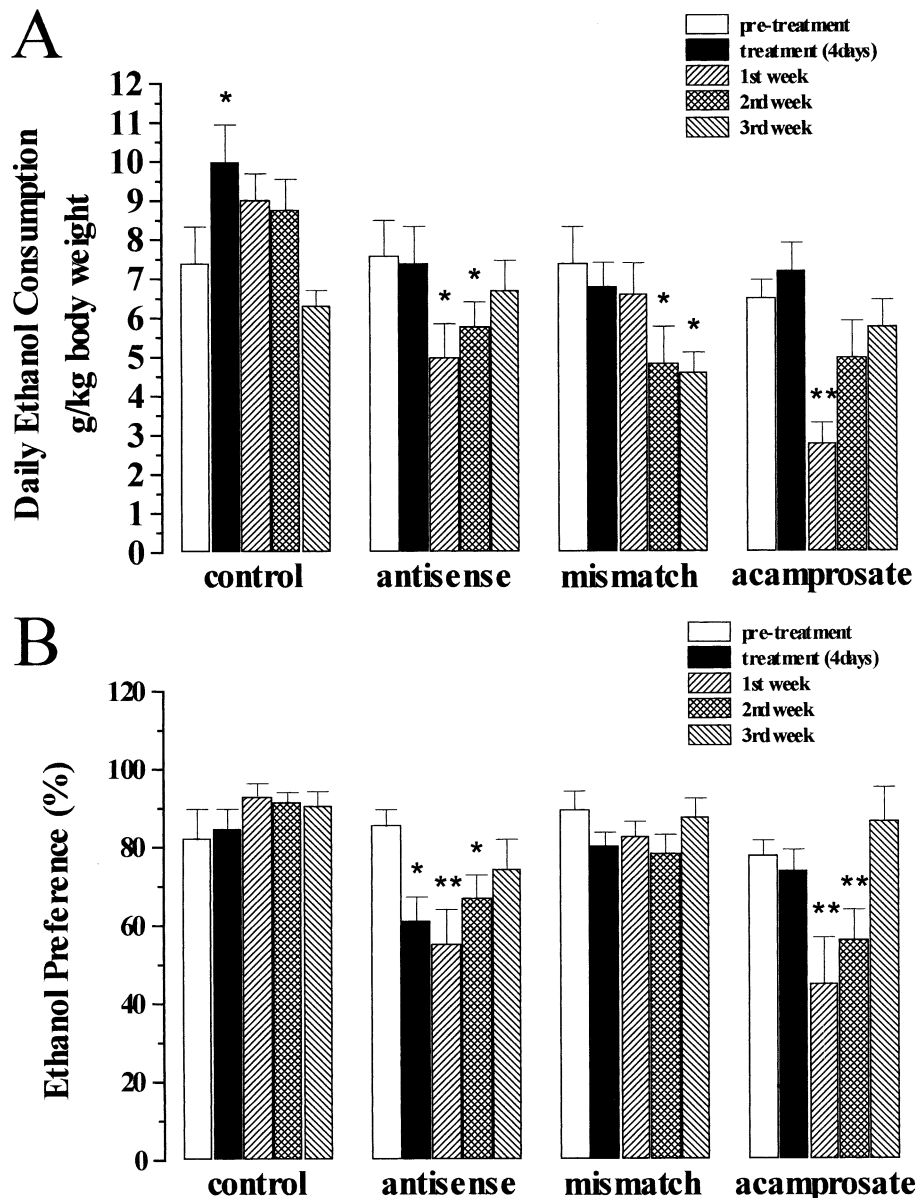 A
pre-treatment
treatment (4days)
1st week
2nd week
3rd week
Daily Ethanol Consumption
g/kg body weight
12
11
10
9
8
7
6
5
4
3
2
1
0
*
*
*
*
*
**
control antisense mismatch acamprosate
B
pre-treatment
treatment (4days)
1st week
2nd week
3rd week
Ethanol Preference (%)
120
100
80
60
40
20
0
*
**
*
**
**
control antisense mismatch acamprosate